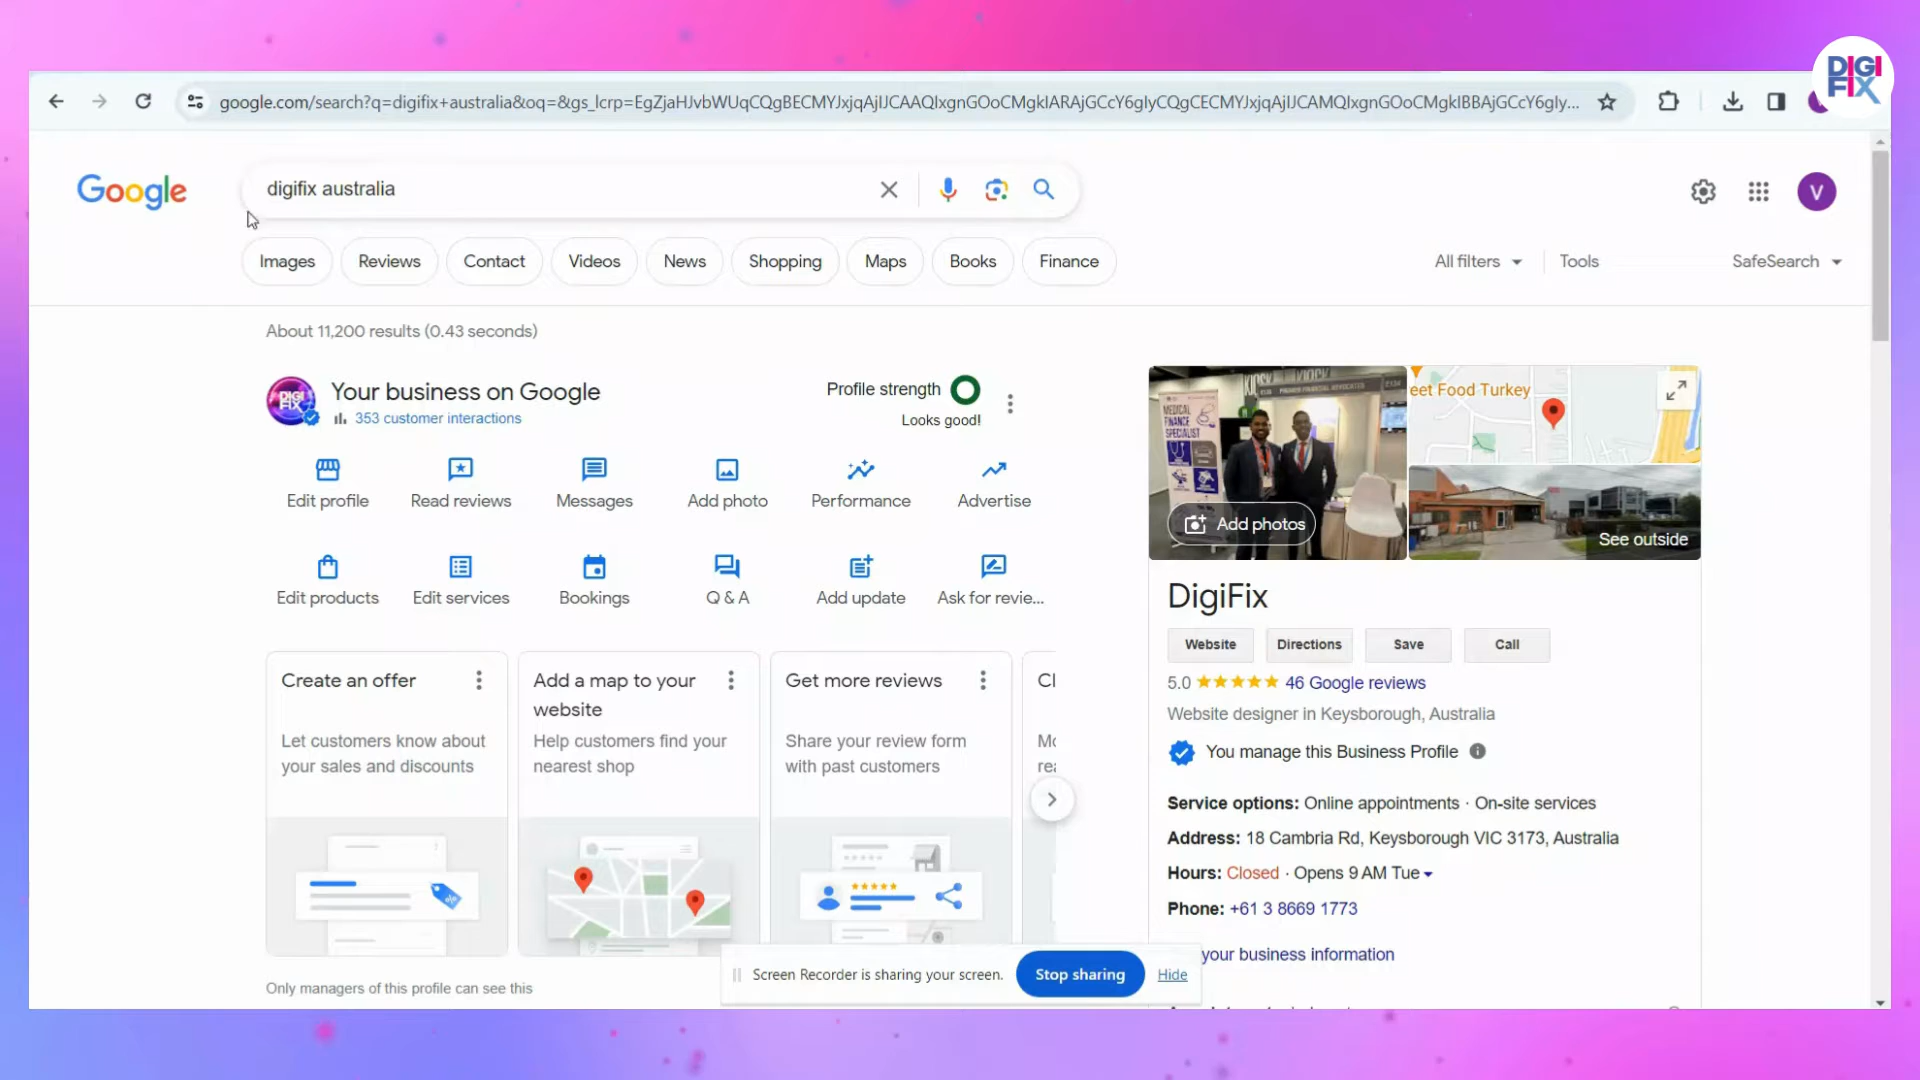 DIGI
FIX
google.com/search?q=digifix+australia&oq=&gs_lcrp=EgZjaHJvbWUqCQgBECMYJxjqAjIJCAAQIxgnGOoCMgkIARAjGCcY6gIyCQgCECMYJxjqAjIJCAMQIxgnGOoCMgkIBBAjGCcY6gIy...
Google
digifix australia
V
Images
Reviews
Contact
Videos
News
Shopping
Maps
Books
Finance
All filters
Tools
SafeSearch
About 11,200 results (0.43 seconds)
DIGI
FIX
Your business on Google
353 customer interactions
Profile strength
Looks good!
Edit profile
Read reviews
Messages
Add photo
Performance
Advertise
Edit products
Edit services
Bookings
Q & A
Add update
Ask for revie...
Create an offer
Let customers know about
your sales and discounts
Add a map to your
website
Help customers find your
nearest shop
Get more reviews
Share your review form
with past customers
Only managers of this profile can see this
MEDICAL
FINANCE
SPECIALIST
Add photos
eet Food Turkey
See outside
DigiFix
Website
Directions
Save
Call
5.0
46 Google reviews
Website designer in Keysborough, Australia
You manage this Business Profile
Service options: Online appointments · On-site services
Address: 18 Cambria Rd, Keysborough VIC 3173, Australia
Hours: Closed · Opens 9 AM Tue
Phone: +61 3 8669 1773
your business information
Screen Recorder is sharing your screen.
Stop sharing
Hide